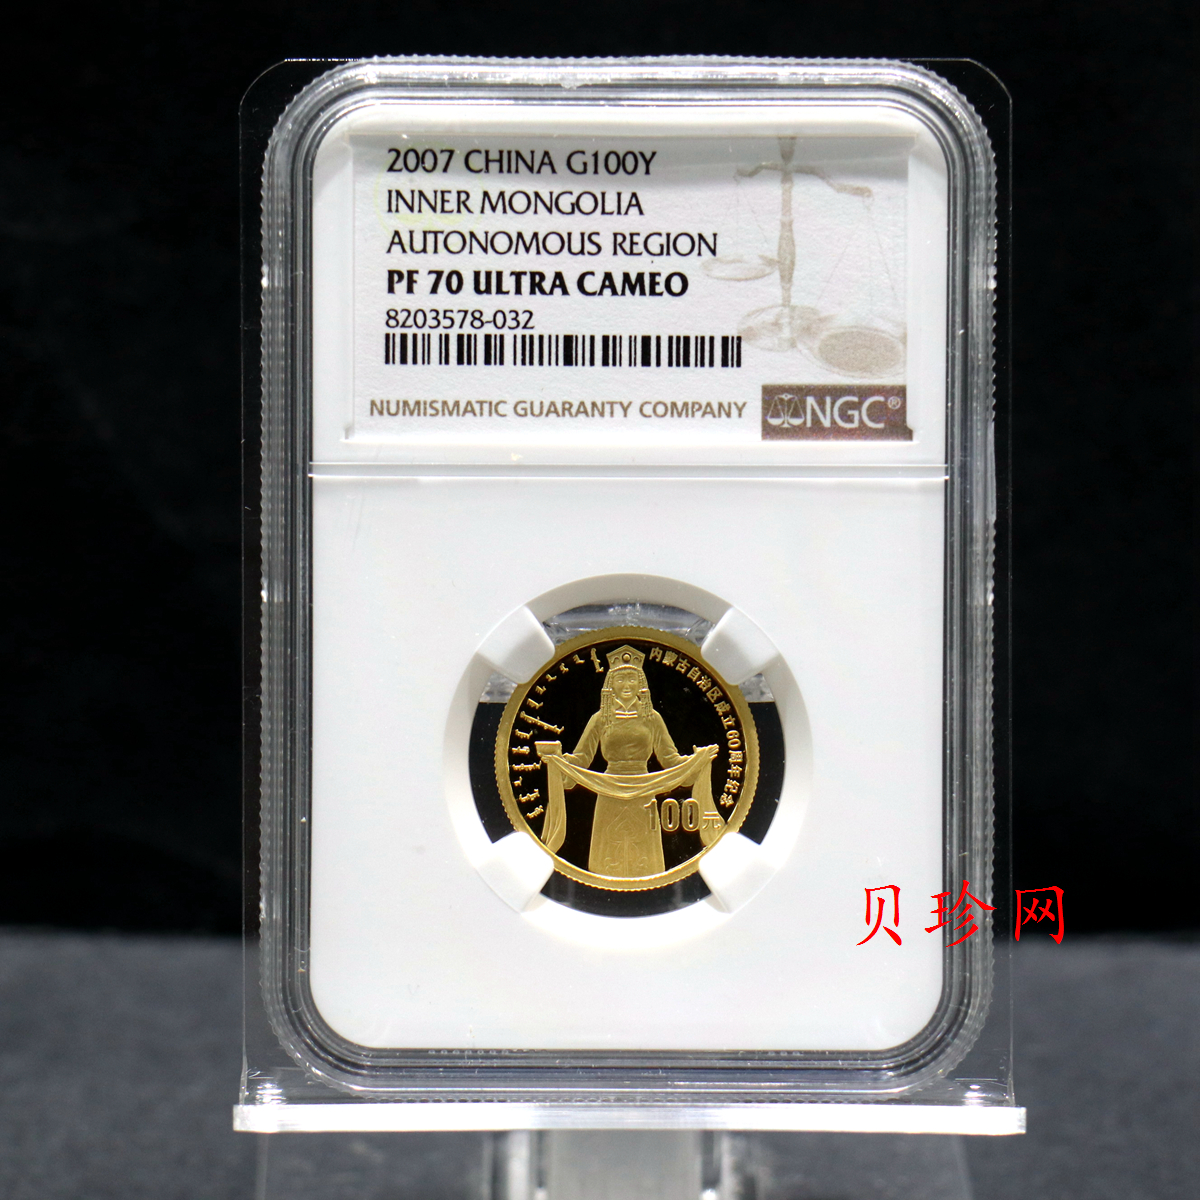 2007 CHINA G100Y
INNER MONGOLIA
AUTONOMOUS REGION
PF 70 ULTRA CAMEO
8203578-032
NUMISMATIC GUARANTY COMPANY
NGC®
内蒙古自治区成立60周年纪念
100元
贝珍网